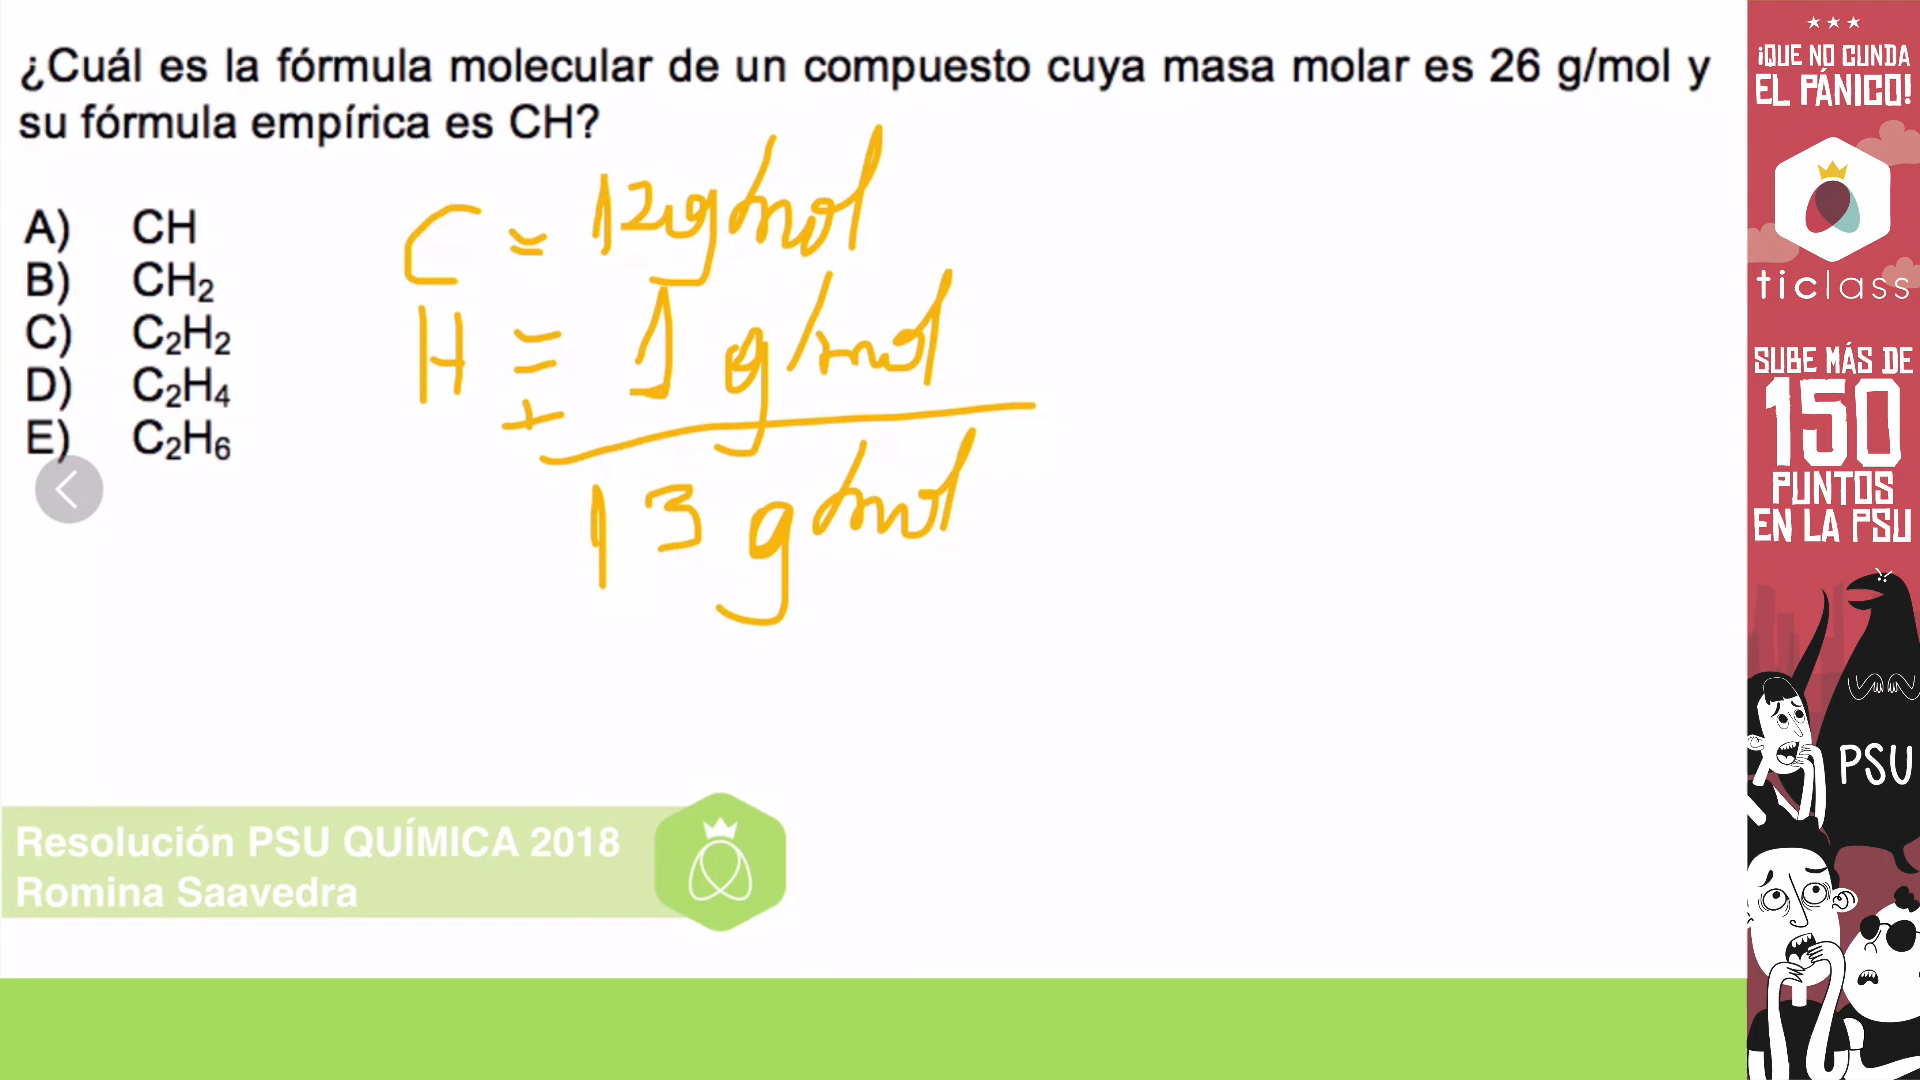 ¿Cuál es la fórmula molecular de un compuesto cuya masa molar es 26 g/mol y
su fórmula empírica es CH?
A) CH
B) CH₂
C) C₂H₂
D) C₂H₄
E) C₂H₆
C = 12 g/mol
H = 1 g/mol
+
13 g/mol
Resolución PSU QUÍMICA 2018
Romina Saavedra
¡QUE NO CUNDA
EL PÁNICO!
ticlass
SUBE MÁS DE
150
PUNTOS
EN LA PSU
PSU